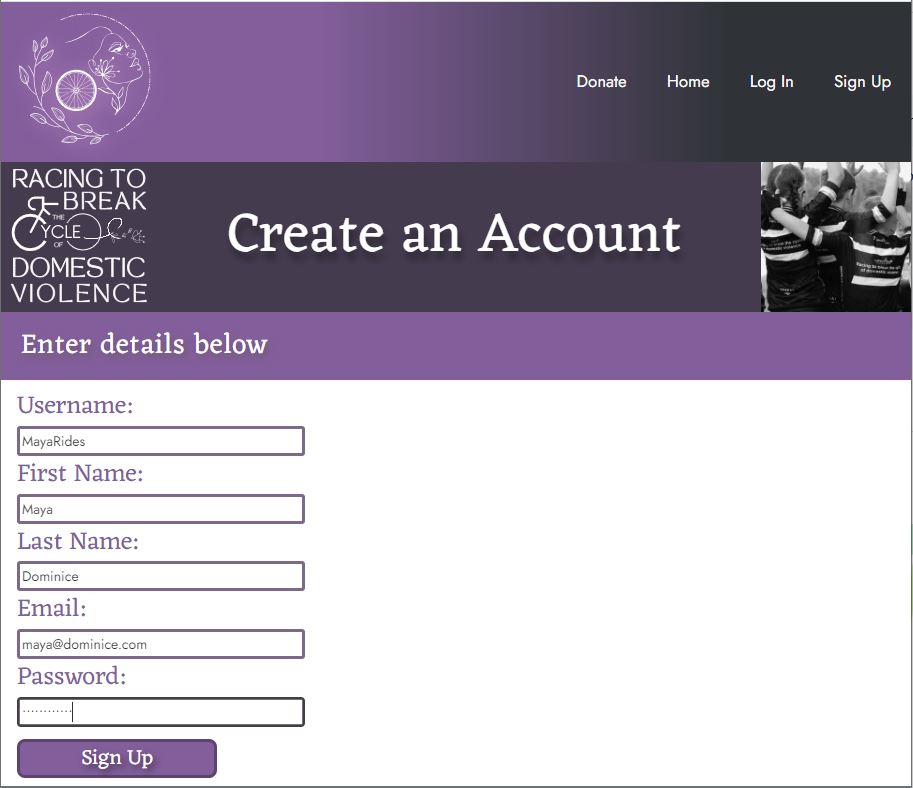 Donate Home Log In Sign Up
RACING TO
BREAK
THE
CYCLE
OF
DOMESTIC
VIOLENCE
Create an Account
Enter details below
Username:
MayaRides
First Name:
Maya
Last Name:
Dominice
Email:
maya@dominice.com
Password:
············
Sign Up